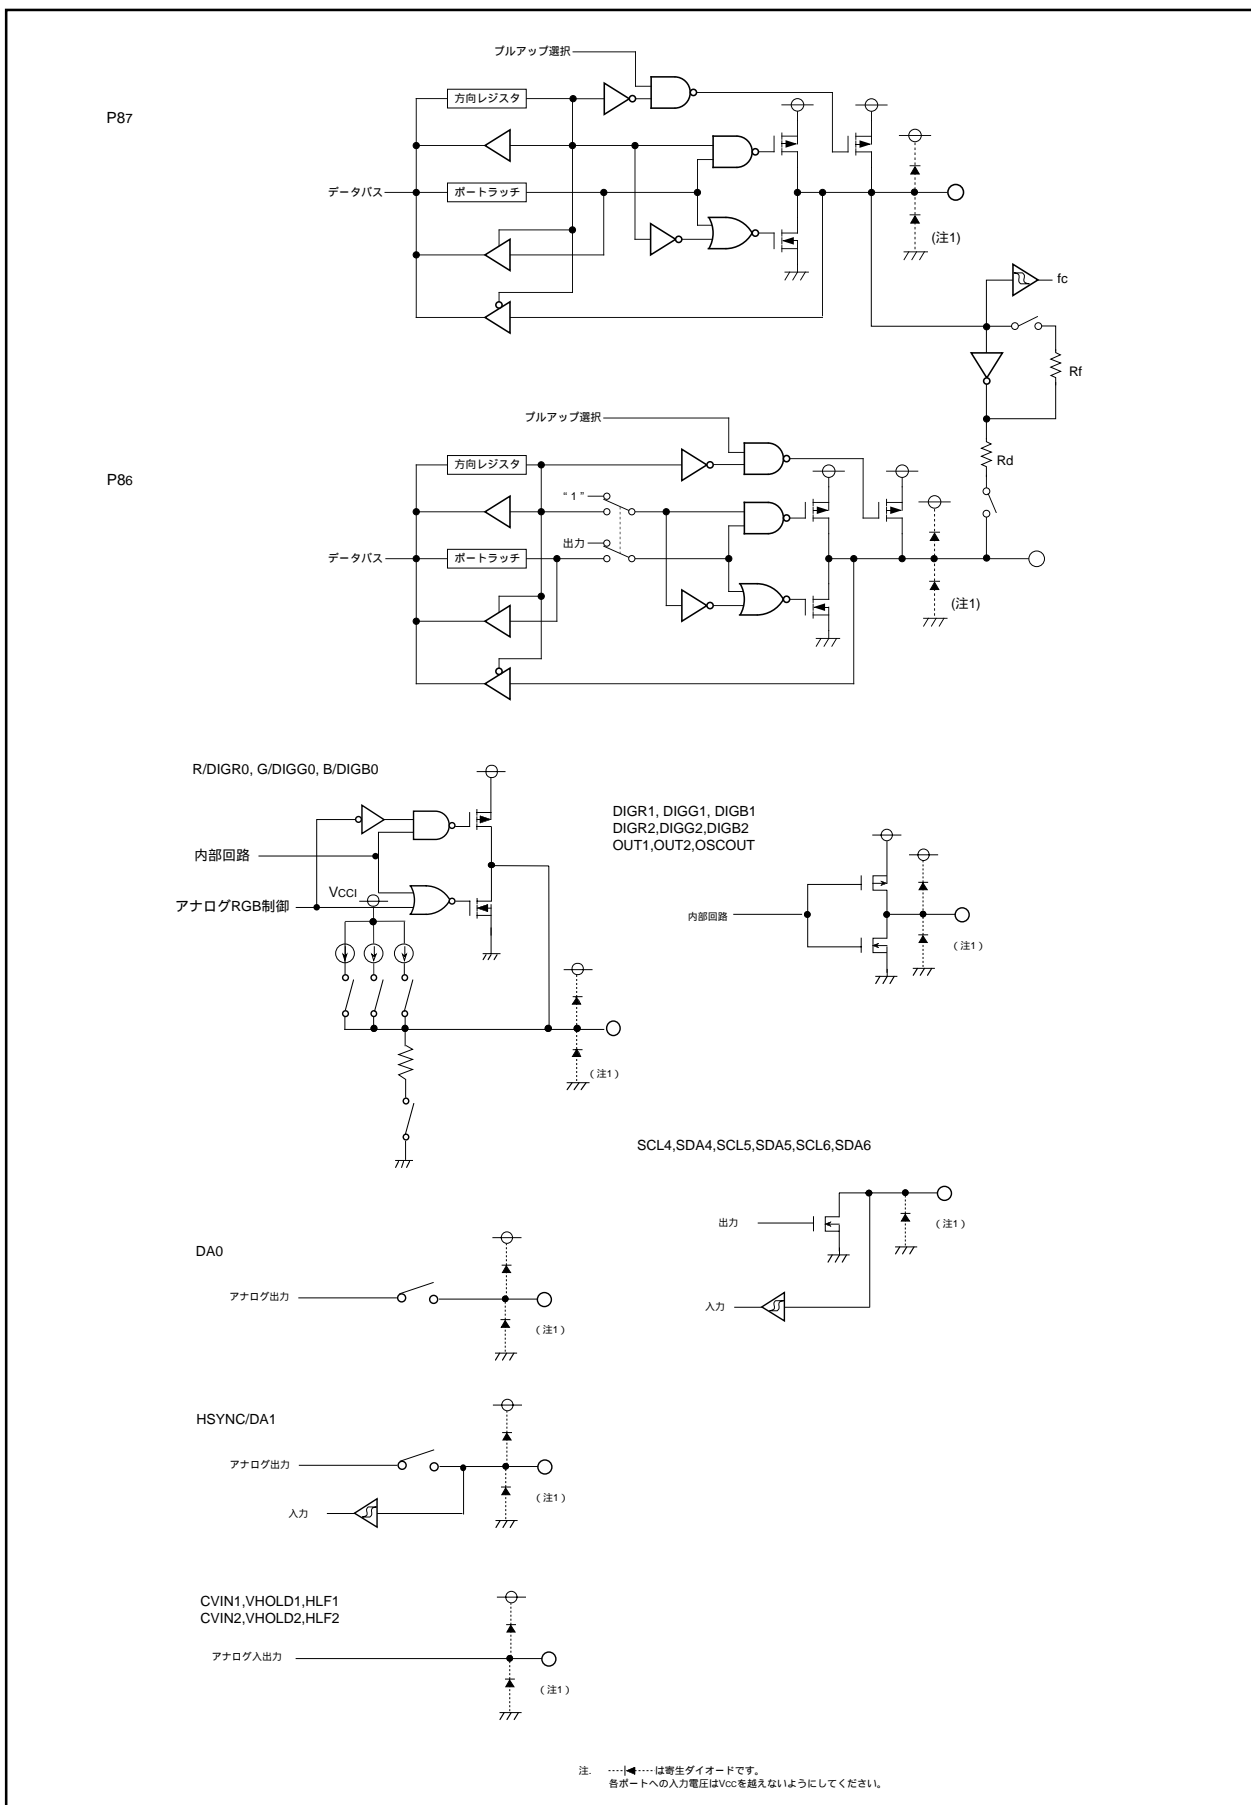 プルアップ選択
P87
方向レジスタ
データバス
ポートラッチ
(注1)
fc
Rf
プルアップ選択
P86
方向レジスタ
Rd
“1”
出力
データバス
ポートラッチ
(注1)
R/DIGR0, G/DIGG0, B/DIGB0
内部回路
VCCI
アナログRGB制御
(注1)
DIGR1, DIGG1, DIGB1
DIGR2,DIGG2,DIGB2
OUT1,OUT2,OSCOUT
内部回路
(注1)
SCL4,SDA4,SCL5,SDA5,SCL6,SDA6
出力
(注1)
入力
DA0
アナログ出力
(注1)
HSYNC/DA1
アナログ出力
(注1)
入力
CVIN1,VHOLD1,HLF1
CVIN2,VHOLD2,HLF2
アナログ入出力
(注1)
注. は寄生ダイオードです。
各ポートへの入力電圧はVccを越えないようにしてください。